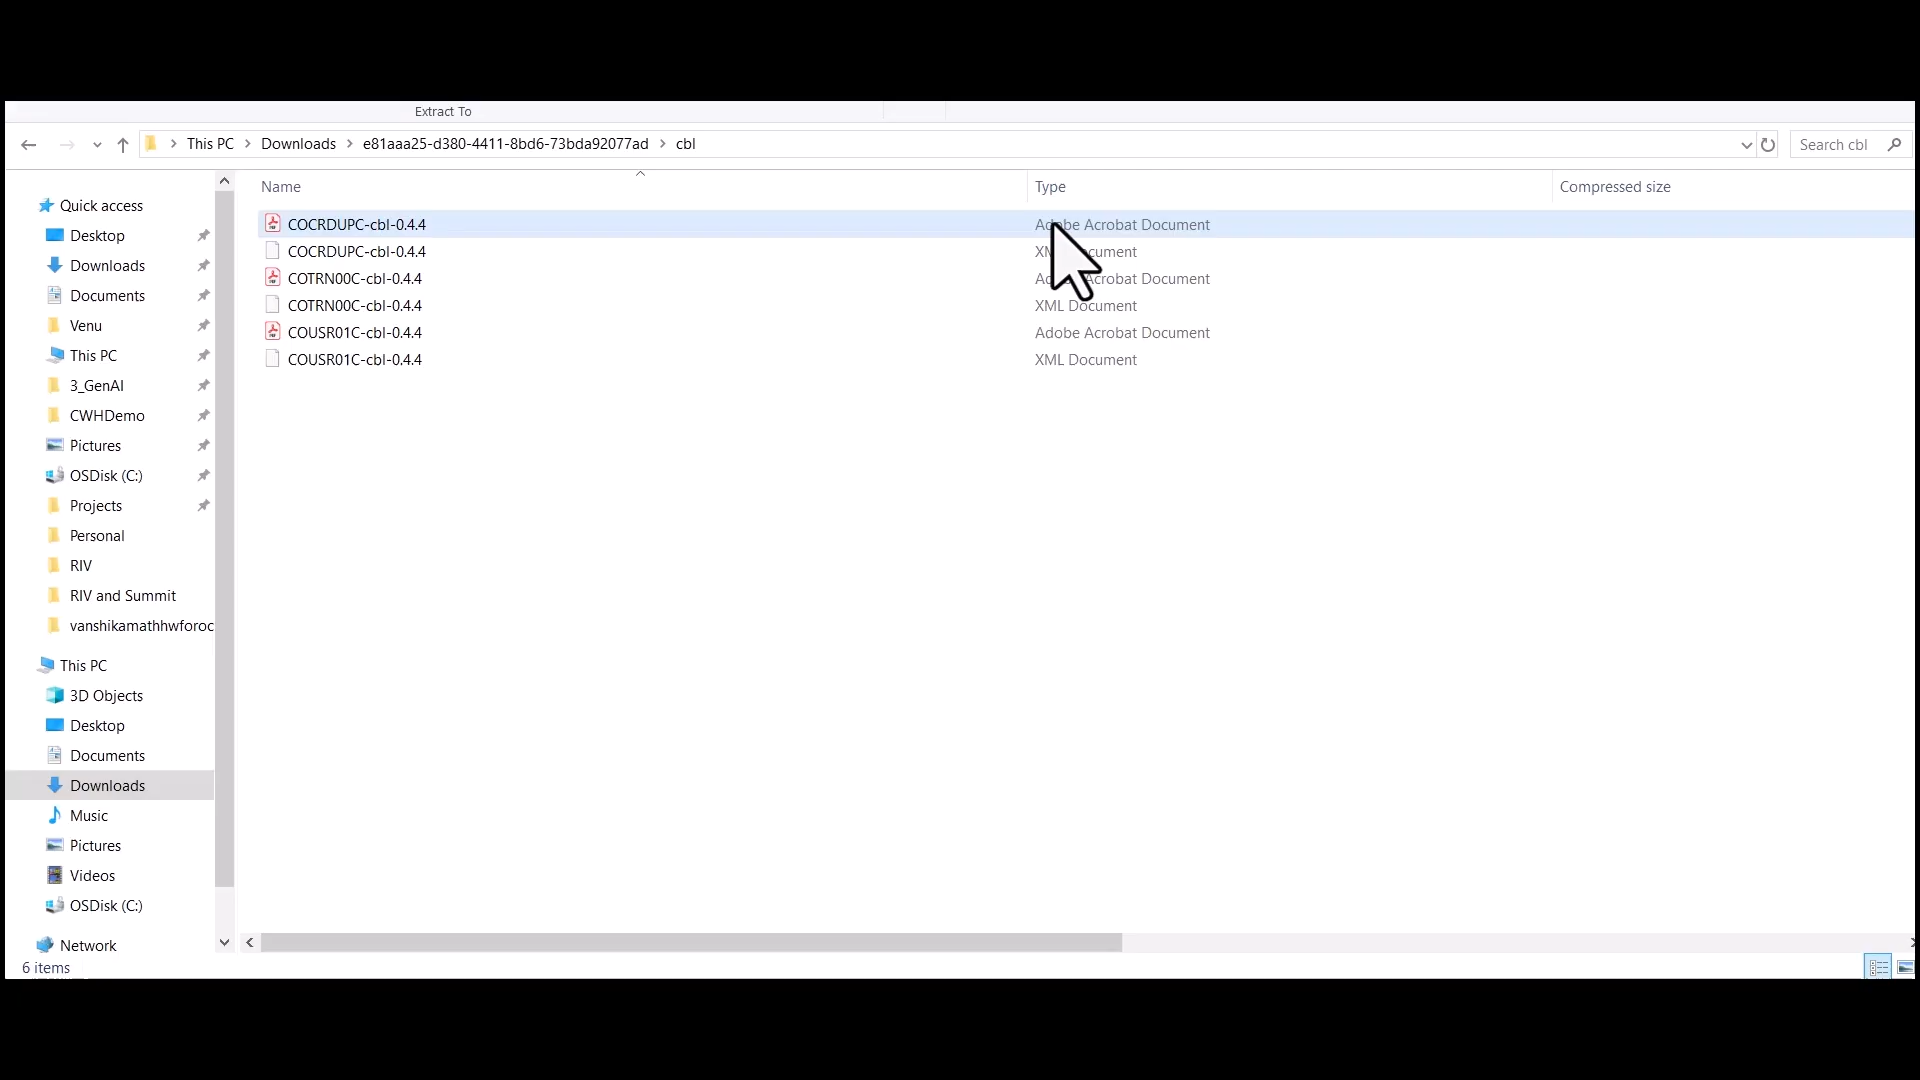 Extract To
This PC > Downloads > e81aaa25-d380-4411-8bd6-73bda92077ad > cbl
Search cbl
Name Type Compressed size
COCRDUPC-cbl-0.4.4 Adobe Acrobat Document
COCRDUPC-cbl-0.4.4
COTRN00C-cbl-0.4.4 Acrobat Document
COTRN00C-cbl-0.4.4 XML Document
COUSR01C-cbl-0.4.4 Adobe Acrobat Document
COUSR01C-cbl-0.4.4 XML Document
Quick access
Desktop
Downloads
Documents
Venu
This PC
3_GenAI
CWHDemo
Pictures
OSDisk (C:)
Projects
Personal
RIV
RIV and Summit
vanshikamathhwforoc
This PC
3D Objects
Desktop
Documents
Downloads
Music
Pictures
Videos
OSDisk (C:)
Network
6 items